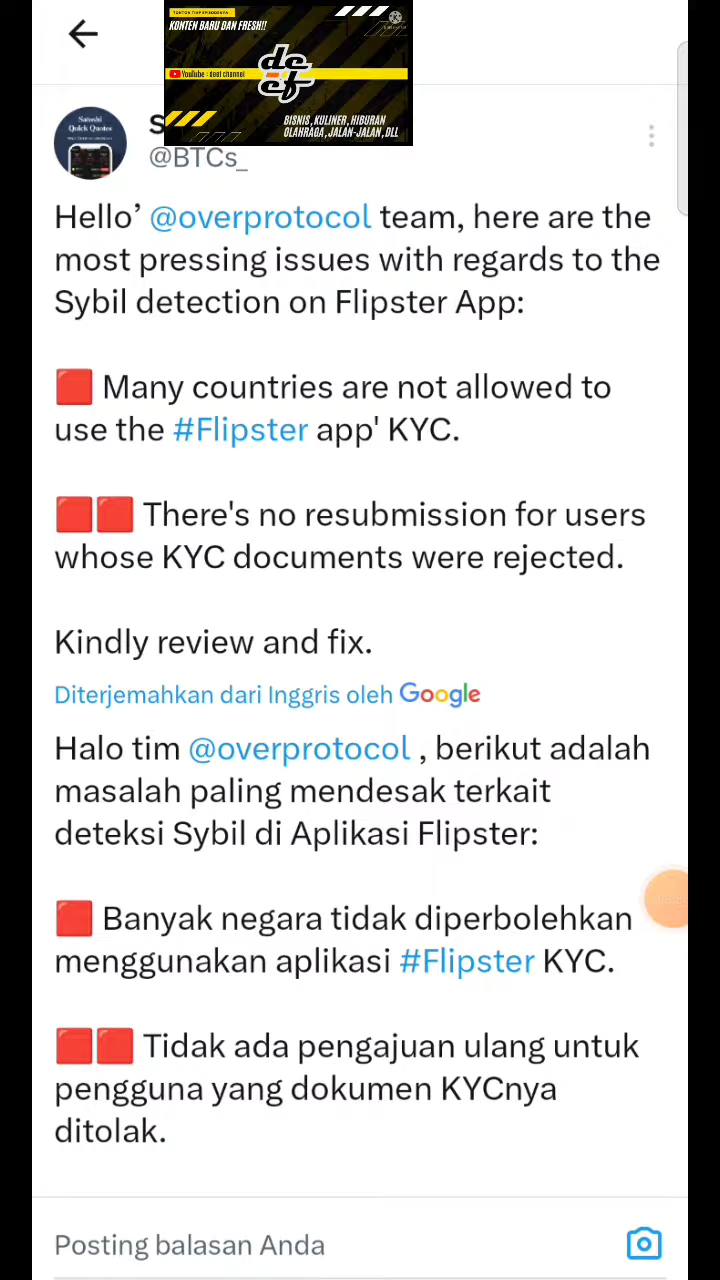 KONTEN BARU DAN FRESH!!
YouTube : deef channel
de
ef
BISNIS, KULINER, HIBURAN
OLAHRAGA, JALAN-JALAN, DLL
Satoshi
Quick Quotes
S
@BTCs_
Hello’ @overprotocol team, here are the
most pressing issues with regards to the
Sybil detection on Flipster App:
🟥 Many countries are not allowed to
use the #Flipster app' KYC.
🟥🟥 There's no resubmission for users
whose KYC documents were rejected.
Kindly review and fix.
Diterjemahkan dari Inggris oleh Google
Halo tim @overprotocol , berikut adalah
masalah paling mendesak terkait
deteksi Sybil di Aplikasi Flipster:
🟥 Banyak negara tidak diperbolehkan
menggunakan aplikasi #Flipster KYC.
🟥🟥 Tidak ada pengajuan ulang untuk
pengguna yang dokumen KYCnya
ditolak.
Posting balasan Anda